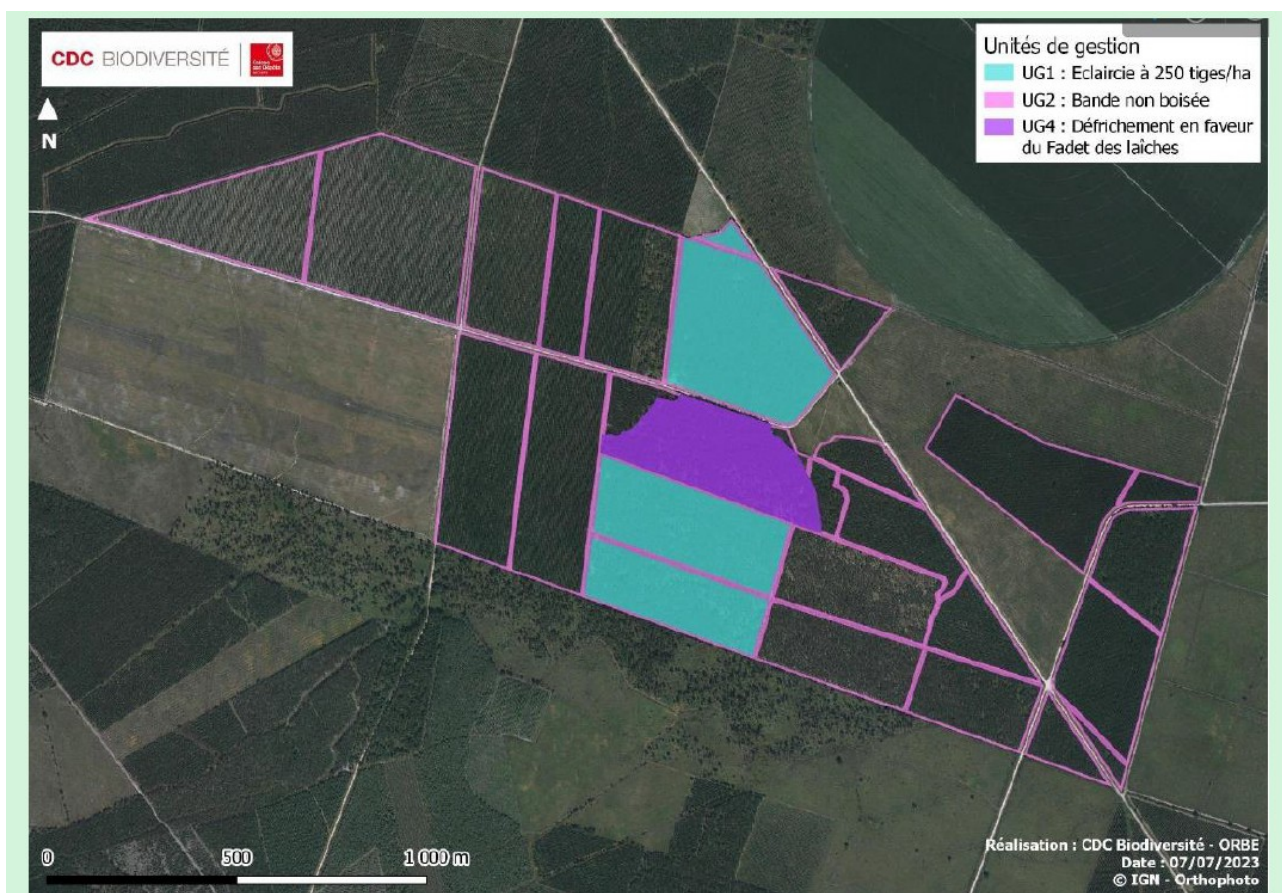 CDC BIODIVERSITÉ
N
Unités de gestion
UG1 : Eclaircie à 250 tiges/ha
UG2 : Bande non boisée
UG4 : Défrichement en faveur
du Fadet des laîches
0 500 1 000 m
Réalisation : CDC Biodiversité - ORBE
Date : 07/07/2023
© IGN - Orthophoto